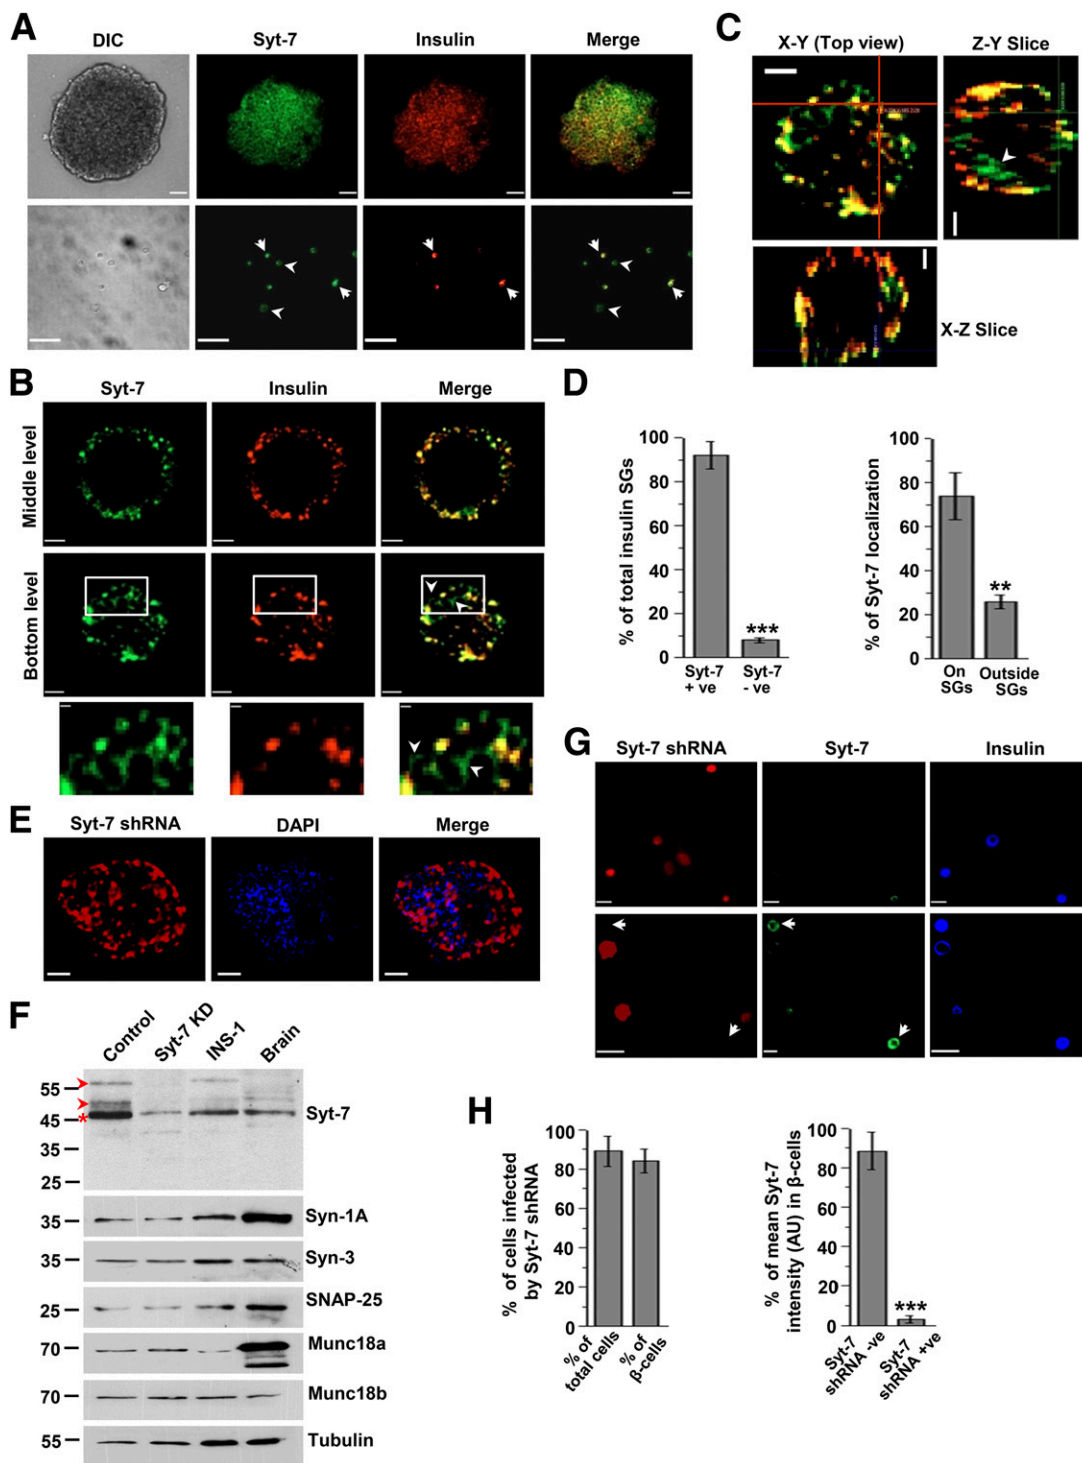 A
DIC
Syt-7
Insulin
Merge
C
X-Y (Top view)
Z-Y Slice
X-Z Slice
B
Syt-7
Insulin
Merge
Middle level
Bottom level
D
% of total insulin SGs
100
80
60
40
20
0
***
Syt-7
+ ve
Syt-7
- ve
% of Syt-7 localization
100
80
60
40
20
0
**
On
SGs
Outside
SGs
E
Syt-7 shRNA
DAPI
Merge
G
Syt-7 shRNA
Syt-7
Insulin
F
Control
Syt-7 KD
INS-1
Brain
55
45
*
35
25
Syt-7
35
Syn-1A
35
Syn-3
25
SNAP-25
70
Munc18a
70
Munc18b
55
Tubulin
H
% of cells infected
by Syt-7 shRNA
100
80
60
40
20
0
% of
total cells
% of
β-cells
% of mean Syt-7
intensity (AU) in β-cells
100
80
60
40
20
0
***
Syt-7
shRNA -ve
Syt-7
shRNA +ve